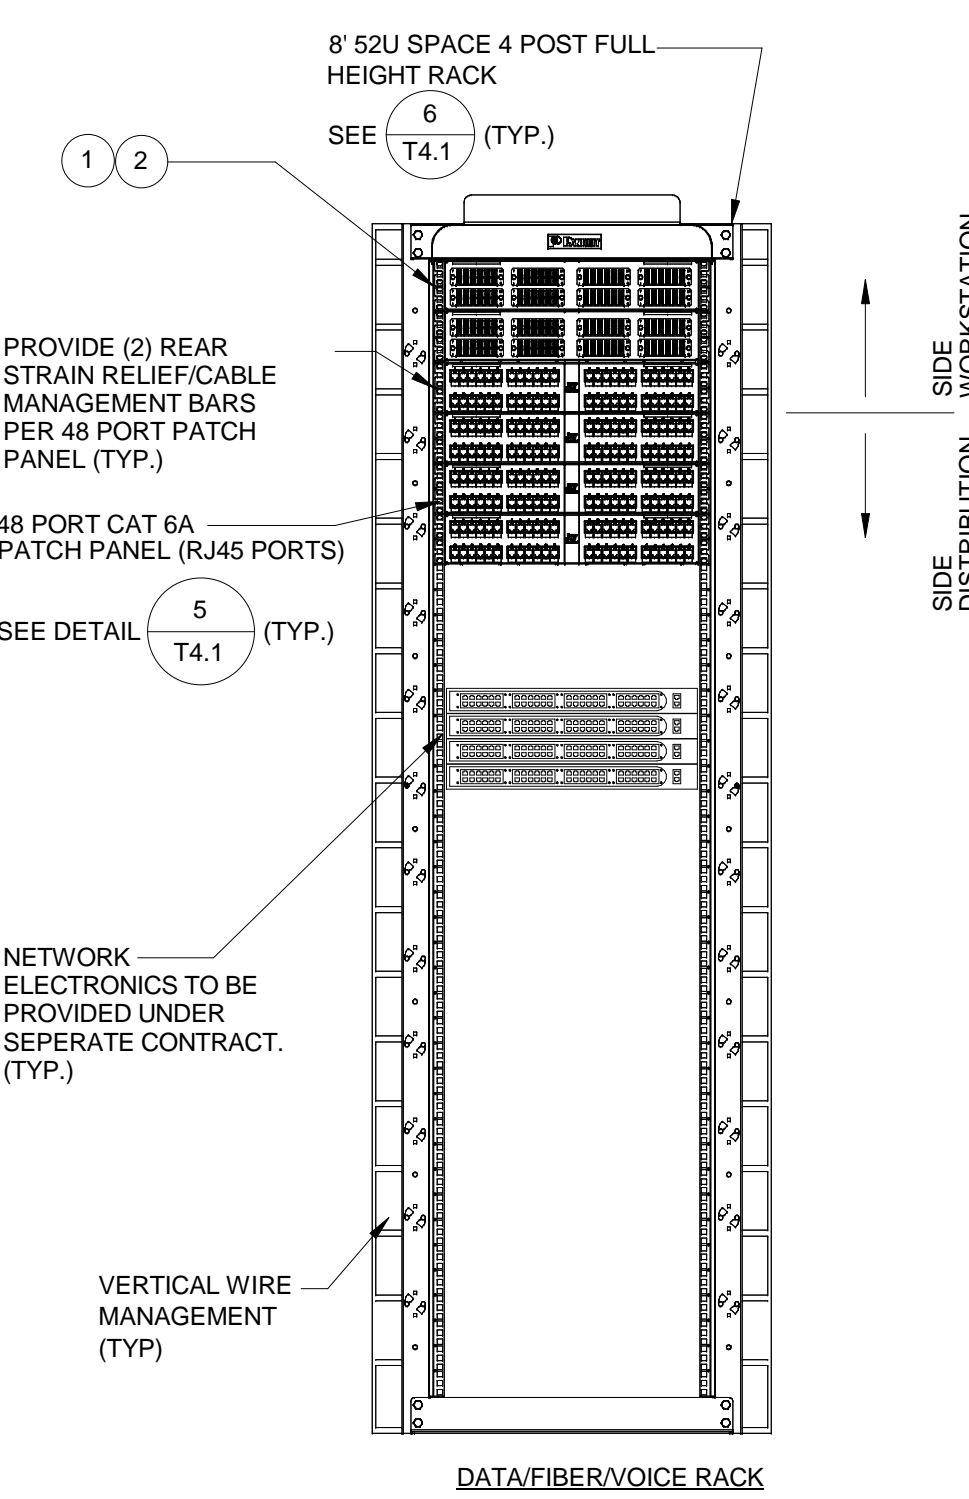 8' 52U SPACE 4 POST FULL
HEIGHT RACK
SEE 6 (TYP.)
T4.1
1 2
PROVIDE (2) REAR
STRAIN RELIEF/CABLE
MANAGEMENT BARS
PER 48 PORT PATCH
PANEL (TYP.)
48 PORT CAT 6A
PATCH PANEL (RJ45 PORTS)
SEE DETAIL 5 (TYP.)
T4.1
NETWORK
ELECTRONICS TO BE
PROVIDED UNDER
SEPERATE CONTRACT.
(TYP.)
VERTICAL WIRE
MANAGEMENT
(TYP)
SIDE
WORKSTATION
SIDE
DISTRIBUTION
DATA/FIBER/VOICE RACK